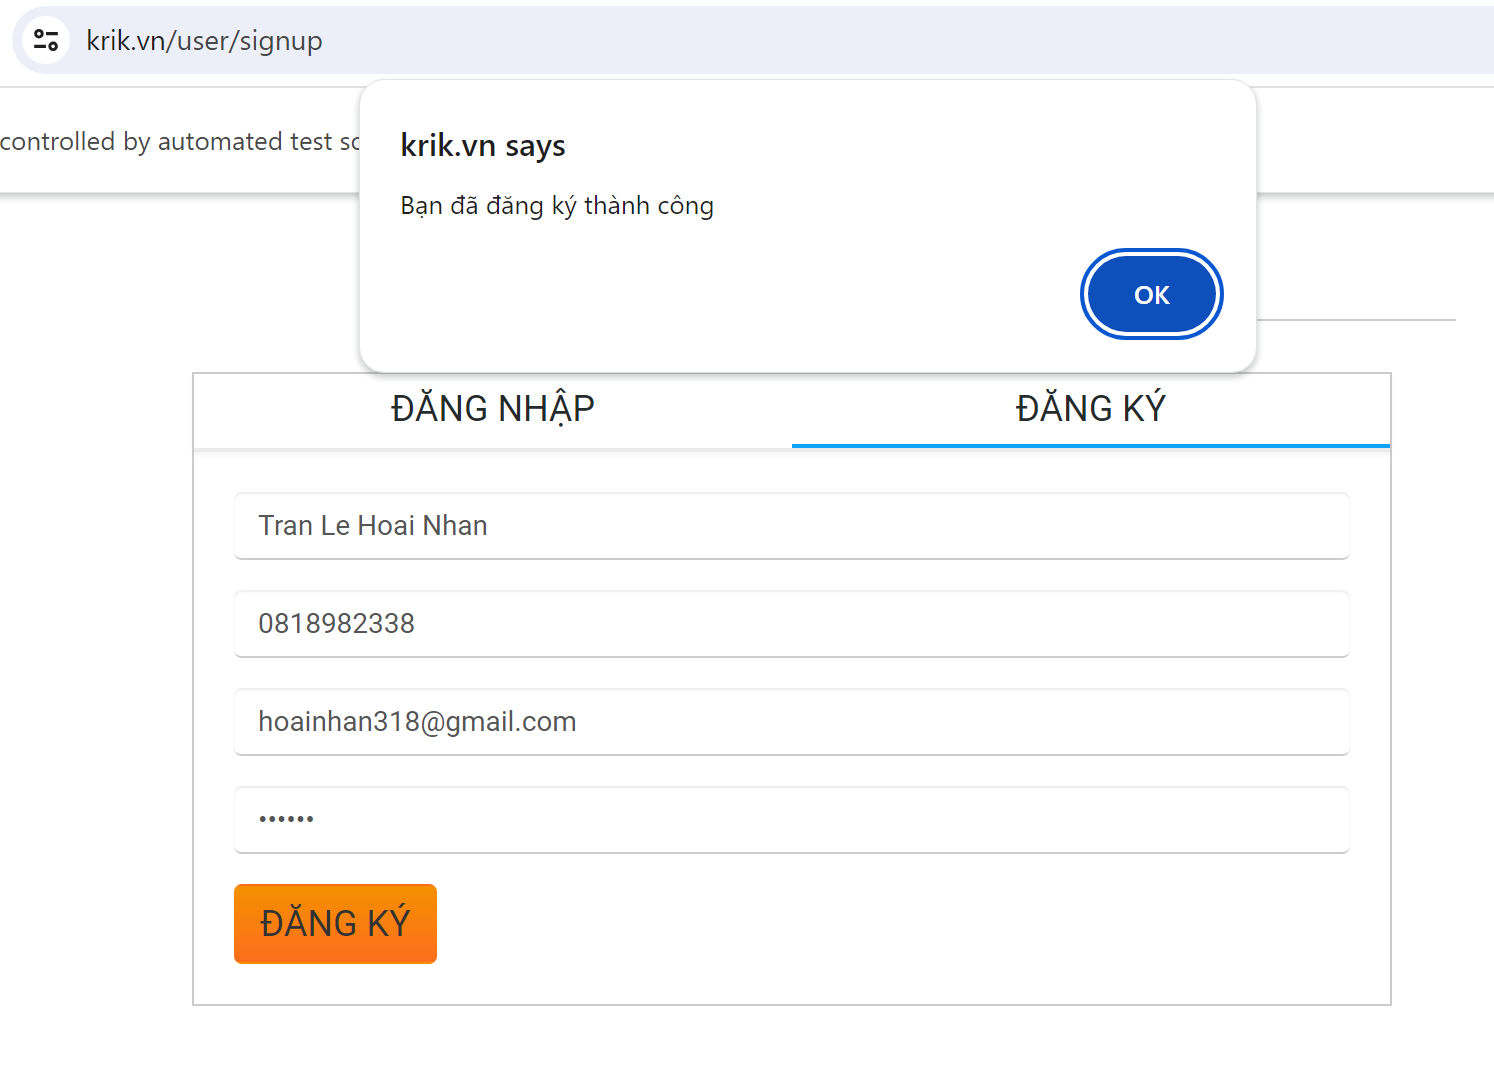 krik.vn/user/signup
controlled by automated test
krik.vn says
Bạn đã đăng ký thành công
OK
ĐĂNG NHẬP
ĐĂNG KÝ
Tran Le Hoai Nhan
0818982338
hoainhan318@gmail.com
••••••
ĐĂNG KÝ